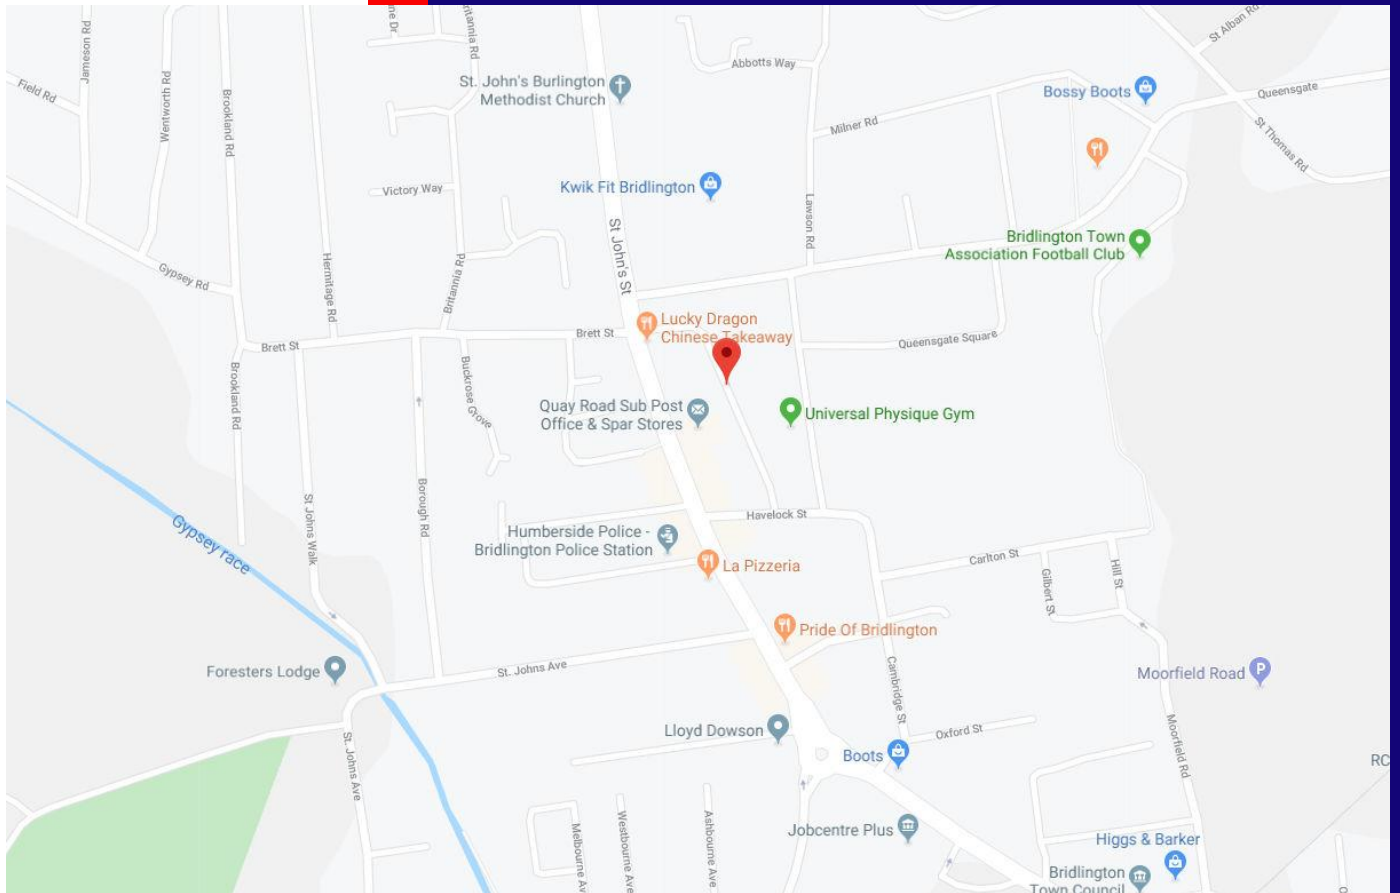 ne Dr
ritannia Rd
Jameson Rd
Wentworth Rd
Field Rd
Brookland Rd
St Alban Rd
Abbotts Way
St. John's Burlington
Methodist Church
Bossy Boots
Queensgate
Milner Rd
St Thomas Rd
Victory Way
Kwik Fit Bridlington
Lawson Rd
St John's St
Bridlington Town
Association Football Club
Gypsey Rd
Hermitage Rd
Britannia Rd
Lucky Dragon
Chinese Takeaway
Brett St
Brett St
Queensgate Square
Brookland Rd
Buckrose Grove
Quay Road Sub Post
Office & Spar Stores
Universal Physique Gym
Gypsey race
St Johns Walk
Borough Rd
Havelock St
Humberside Police -
Bridlington Police Station
La Pizzeria
Carlton St
Gilbert St
Hill St
Pride Of Bridlington
Foresters Lodge
St. Johns Ave
Cambridge St
Moorfield Road
P
Lloyd Dowson
Oxford St
Moorfield Rd
St. Johns Ave
Boots
RC
Melbourne Av
Westbourne Av
Ashbourne Ave
Jobcentre Plus
Higgs & Barker
Bridlington
Town Council